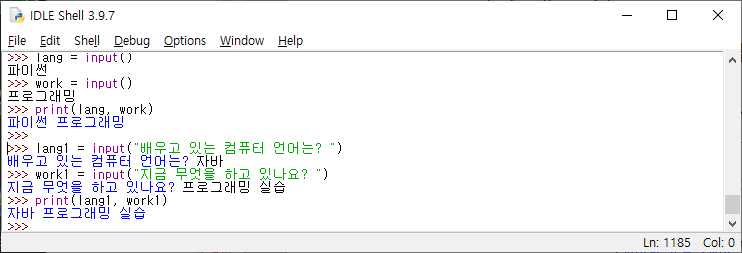 IDLE Shell 3.9.7
File Edit Shell Debug Options Window Help
>>> lang = input()
파이썬
>>> work = input()
프로그래밍
>>> print(lang, work)
파이썬 프로그래밍
>>>
>>> lang1 = input("배우고 있는 컴퓨터 언어는? ")
배우고 있는 컴퓨터 언어는? 자바
>>> work1 = input("지금 무엇을 하고 있나요? ")
지금 무엇을 하고 있나요? 프로그래밍 실습
>>> print(lang1, work1)
자바 프로그래밍 실습
>>>
Ln: 1185 Col: 0